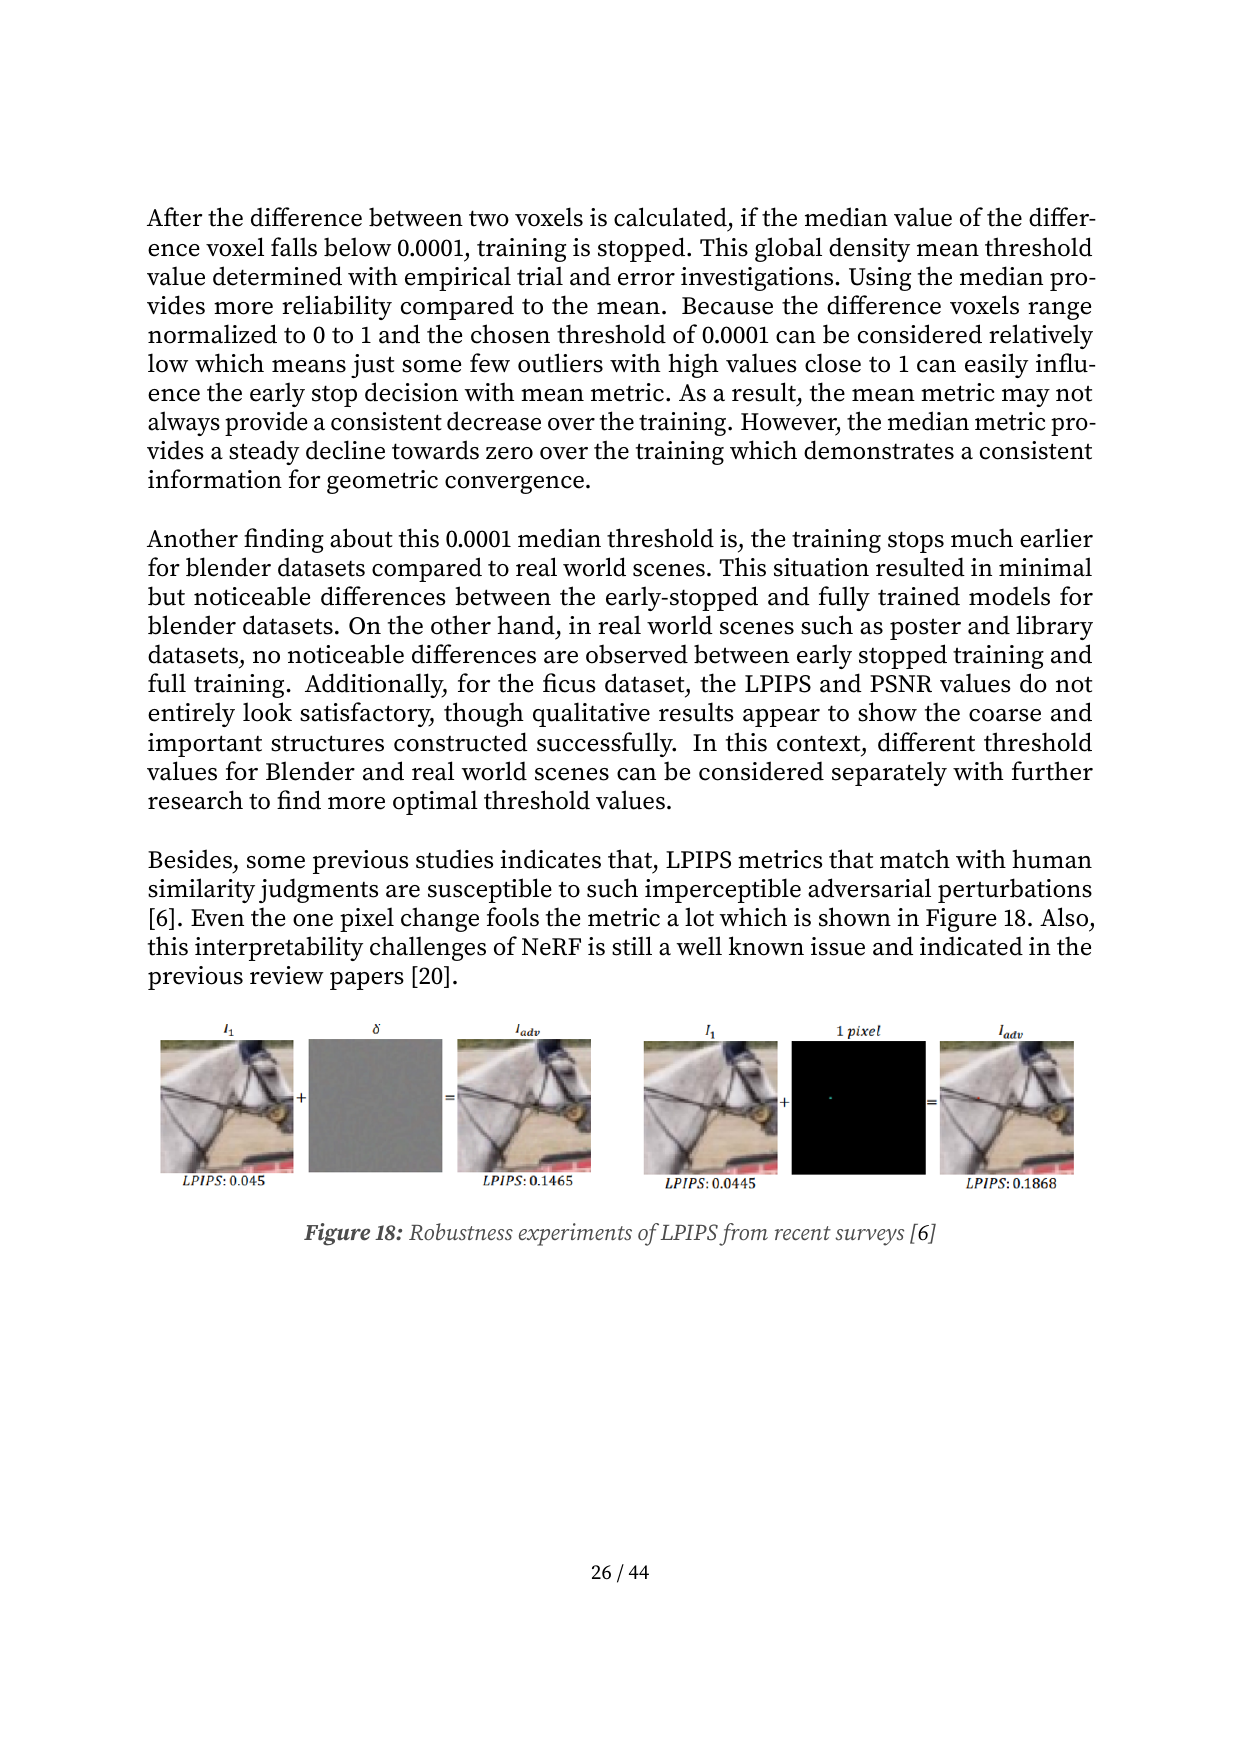 After the difference between two voxels is calculated, if the median value of the differ-
ence voxel falls below 0.0001, training is stopped. This global density mean threshold
value determined with empirical trial and error investigations. Using the median pro-
vides more reliability compared to the mean. Because the difference voxels range
normalized to 0 to 1 and the chosen threshold of 0.0001 can be considered relatively
low which means just some few outliers with high values close to 1 can easily influ-
ence the early stop decision with mean metric. As a result, the mean metric may not
always provide a consistent decrease over the training. However, the median metric pro-
vides a steady decline towards zero over the training which demonstrates a consistent
information for geometric convergence.
Another finding about this 0.0001 median threshold is, the training stops much earlier
for blender datasets compared to real world scenes. This situation resulted in minimal
but noticeable differences between the early-stopped and fully trained models for
blender datasets. On the other hand, in real world scenes such as poster and library
datasets, no noticeable differences are observed between early stopped training and
full training. Additionally, for the ficus dataset, the LPIPS and PSNR values do not
entirely look satisfactory, though qualitative results appear to show the coarse and
important structures constructed successfully. In this context, different threshold
values for Blender and real world scenes can be considered separately with further
research to find more optimal threshold values.
Besides, some previous studies indicates that, LPIPS metrics that match with human
similarity judgments are susceptible to such imperceptible adversarial perturbations
[6]. Even the one pixel change fools the metric a lot which is shown in Figure 18. Also,
this interpretability challenges of NeRF is still a well known issue and indicated in the
previous review papers [20].
I₁ δ I_adv I₁ 1 pixel I_adv
+ = + =
LPIPS: 0.045 LPIPS: 0.1465 LPIPS: 0.0445 LPIPS: 0.1868
Figure 18: Robustness experiments of LPIPS from recent surveys [6]
26 / 44